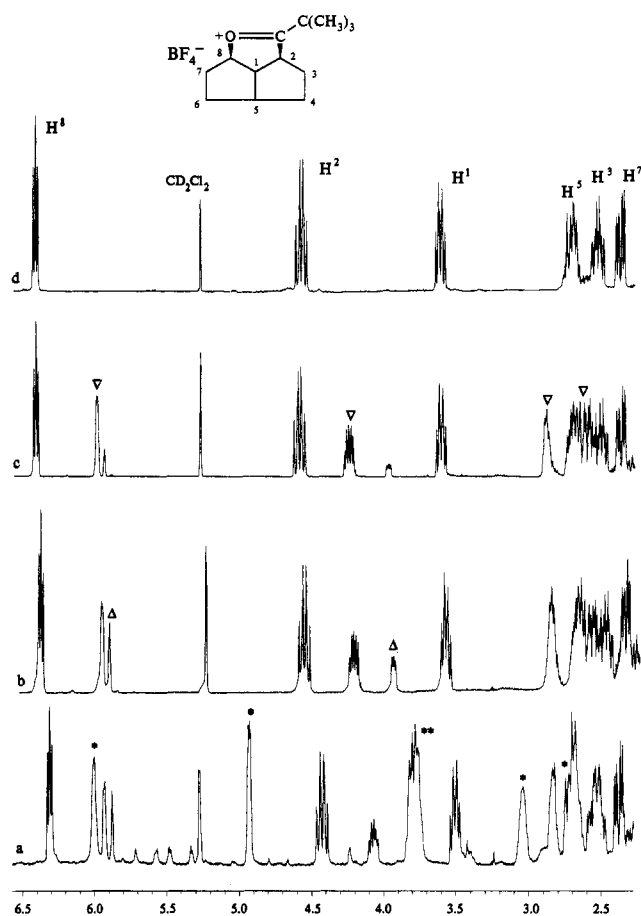 C(CH₃)₃
+
O
C
BF₄⁻
8
1
2
7
3
6
5
4
H⁸
CD₂Cl₂
H²
H¹
H⁵
H³
H⁷
d
▽
▽
▽
▽
c
Δ
Δ
b
*
*
**
*
*
a
6.5 6.0 5.5 5.0 4.5 4.0 3.5 3.0 2.5